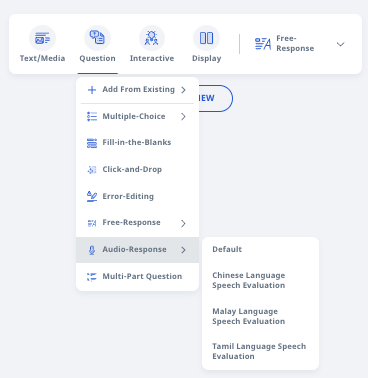 Text/Media
Question
Interactive
Display
Free-
Response
Add From Existing
Multiple-Choice
Fill-in-the-Blanks
Click-and-Drop
Error-Editing
Free-Response
Audio-Response
Multi-Part Question
Default
Chinese Language
Speech Evaluation
Malay Language
Speech Evaluation
Tamil Language Speech
Evaluation